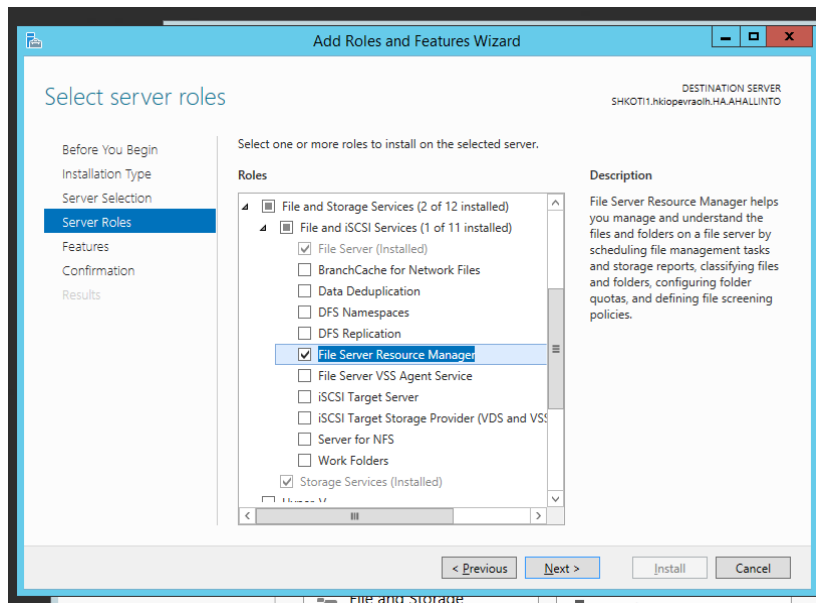 Add Roles and Features Wizard
Select server roles
DESTINATION SERVER
SHKOTI1.hkiopevraolh.HA.AHALLINTO
Before You Begin
Installation Type
Server Selection
Server Roles
Features
Confirmation
Results
Select one or more roles to install on the selected server.
Roles
File and Storage Services (2 of 12 installed)
File and iSCSI Services (1 of 11 installed)
File Server (Installed)
BranchCache for Network Files
Data Deduplication
DFS Namespaces
DFS Replication
File Server Resource Manager
File Server VSS Agent Service
iSCSI Target Server
iSCSI Target Storage Provider (VDS and VSS
Server for NFS
Work Folders
Storage Services (Installed)
Hyper-V
Description
File Server Resource Manager helps
you manage and understand the
files and folders on a file server by
scheduling file management tasks
and storage reports, classifying files
and folders, configuring folder
quotas, and defining file screening
policies.
< Previous
Next >
Install
Cancel
File and Storage